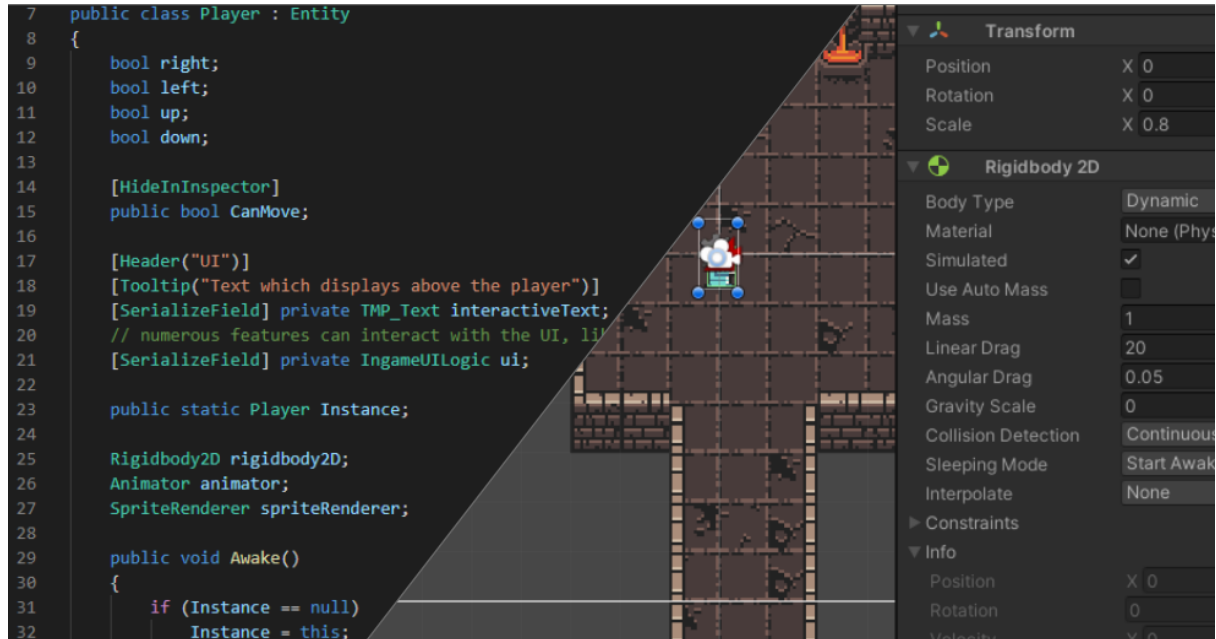 7 public class Player : Entity
8 {
9 bool right;
10 bool left;
11 bool up;
12 bool down;
13
14 [HideInInspector]
15 public bool CanMove;
16
17 [Header("UI")]
18 [Tooltip("Text which displays above the player")]
19 [SerializeField] private TMP_Text interactiveText;
20 // numerous features can interact with the UI, li
21 [SerializeField] private IngameUILogic ui;
22
23 public static Player Instance;
24
25 Rigidbody2D rigidbody2D;
26 Animator animator;
27 SpriteRenderer spriteRenderer;
28
29 public void Awake()
30 {
31 if (Instance == null)
32 Instance = this;
Transform
Position X 0
Rotation X 0
Scale X 0.8
Rigidbody 2D
Body Type Dynamic
Material None (Phys
Simulated
Use Auto Mass
Mass 1
Linear Drag 20
Angular Drag 0.05
Gravity Scale 0
Collision Detection Continuous
Sleeping Mode Start Awak
Interpolate None
Constraints
Info
Position X 0
Rotation 0
Velocity X 0